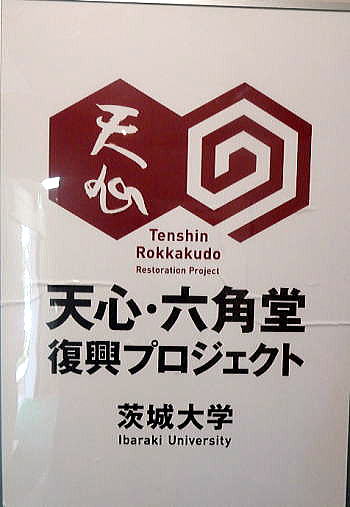 天心
Tenshin
Rokkakudo
Restoration Project
天心・六角堂
復興プロジェクト
茨城大学
Ibaraki University